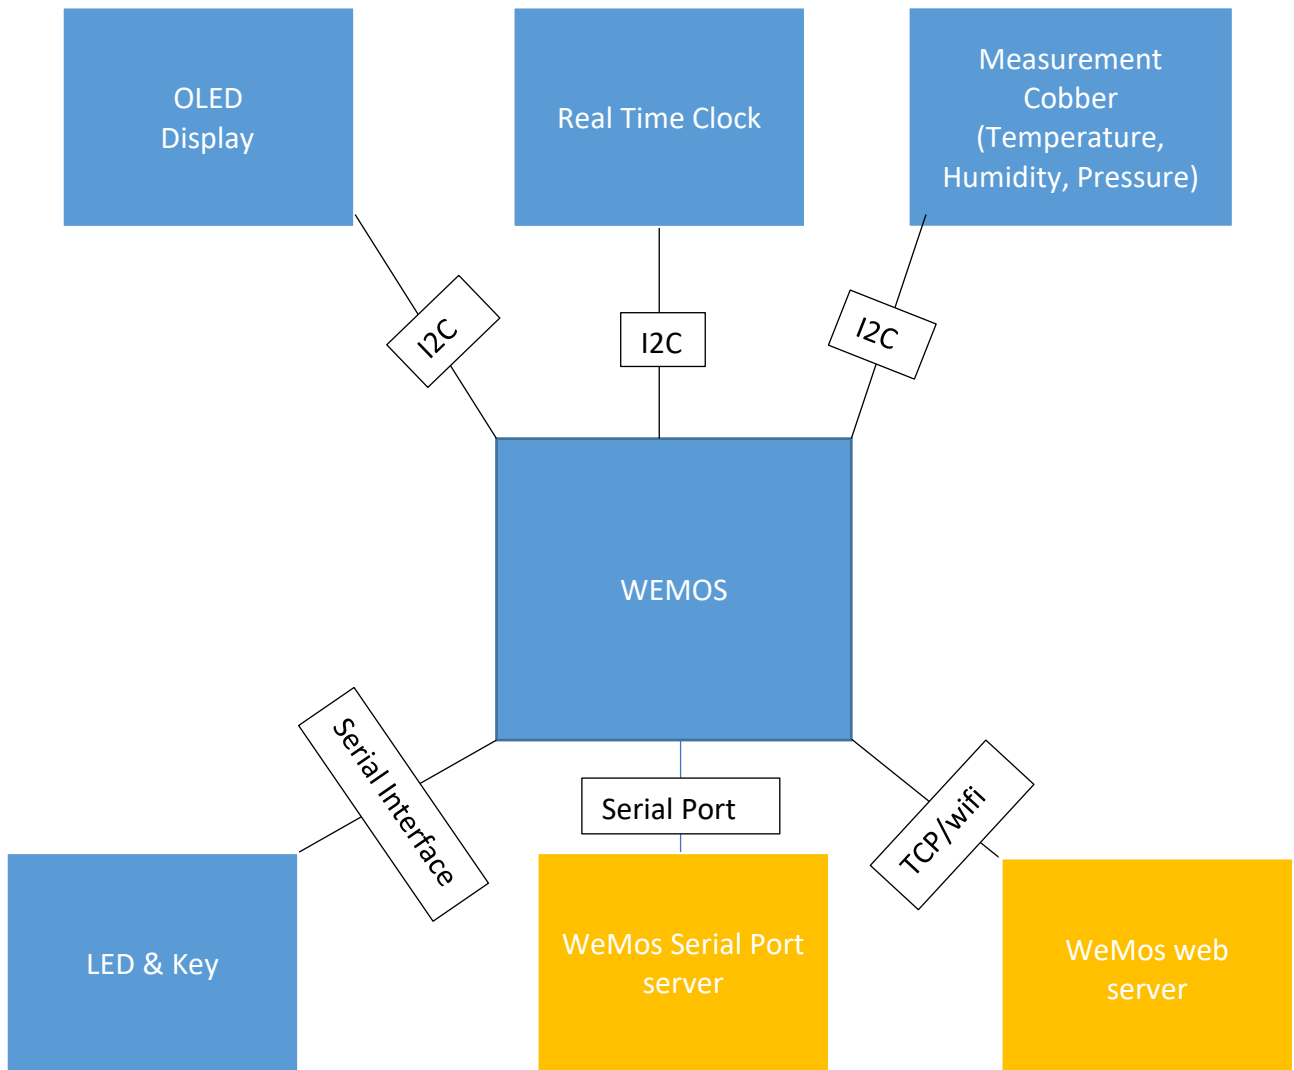 OLED
Display
Real Time Clock
Measurement
Cobber
(Temperature,
Humidity, Pressure)
I2C
I2C
I2C
WEMOS
Serial Interface
Serial Port
TCP/wifi
LED & Key
WeMos Serial Port
server
WeMos web
server